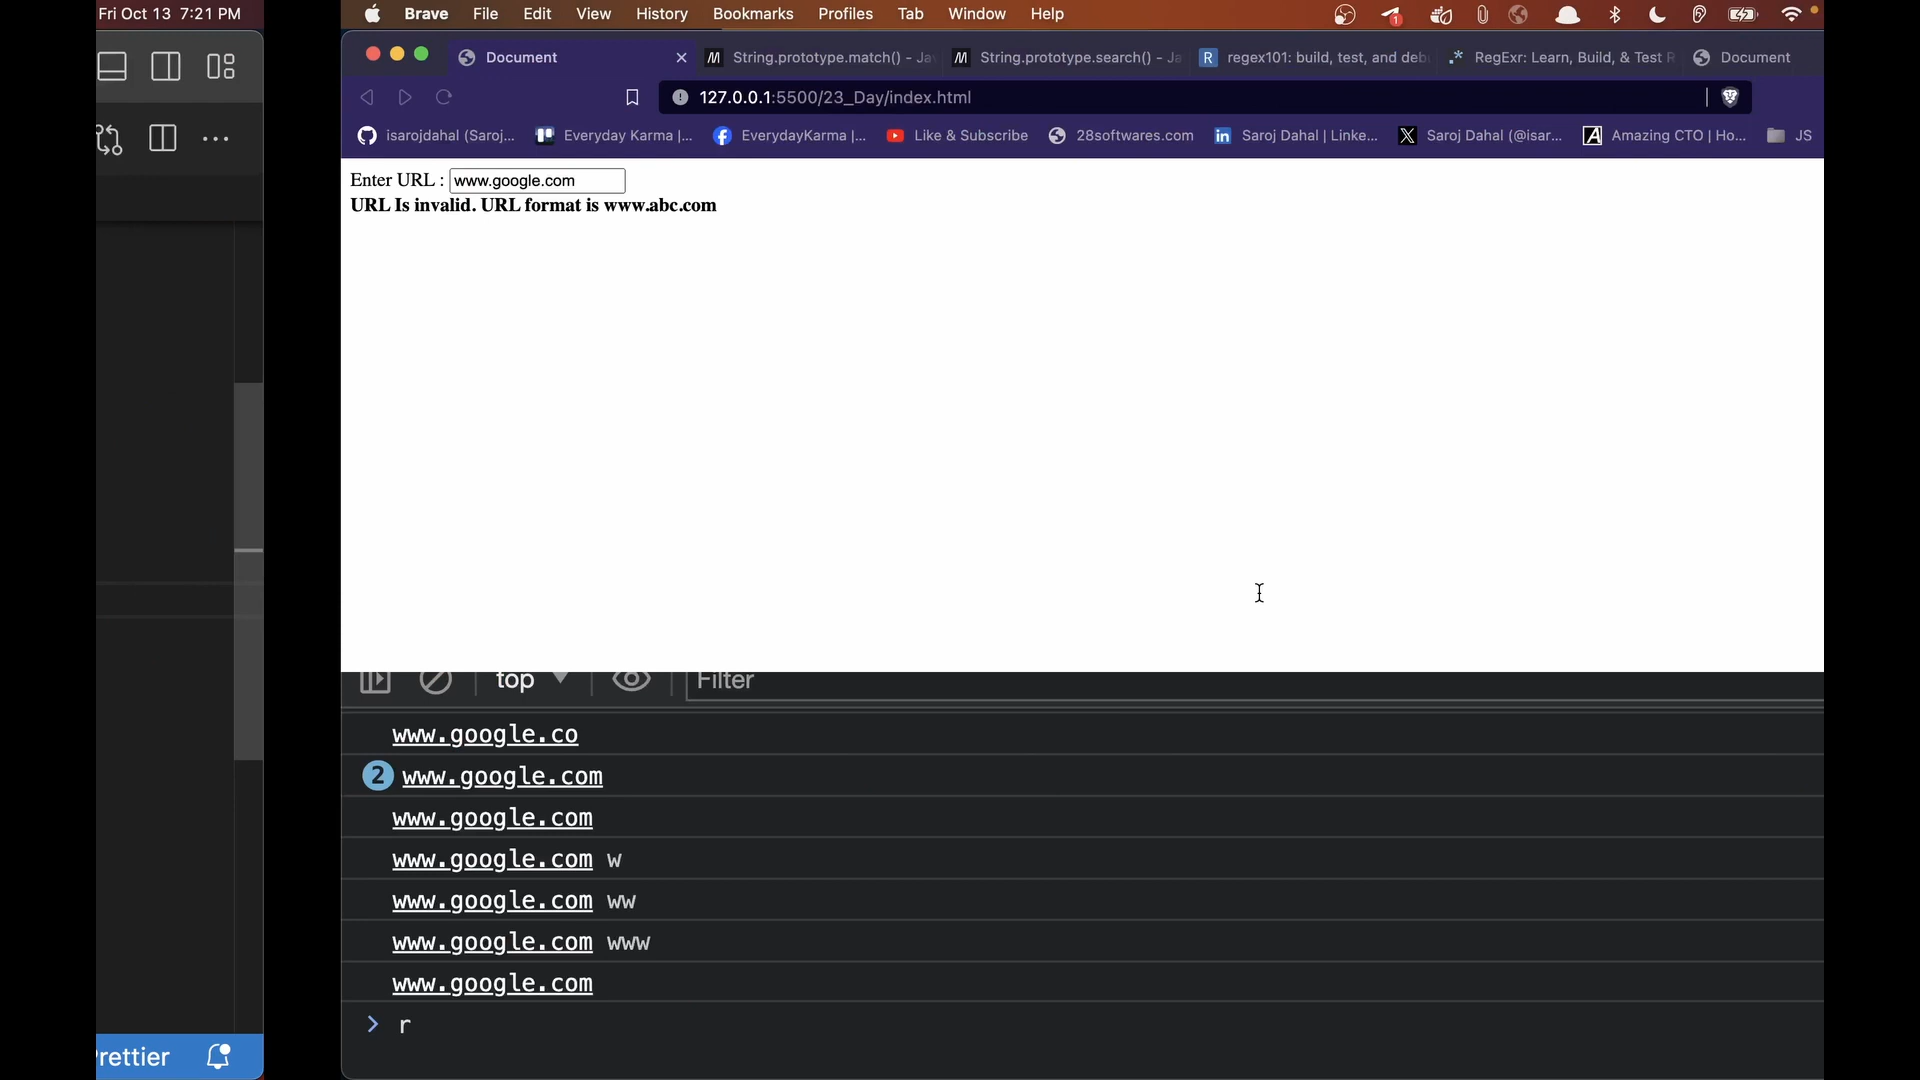 Fri Oct 13 7:21 PM
Brave File Edit View History Bookmarks Profiles Tab Window Help
1
Document
String.prototype.match() - Ja
String.prototype.search() - Ja
R regex101: build, test, and deb
.* RegExr: Learn, Build, & Test R
Document
127.0.0.1:5500/23_Day/index.html
isarojdahal (Saroj...
Everyday Karma |...
EverydayKarma |...
Like & Subscribe
28softwares.com
in Saroj Dahal | Linke...
X Saroj Dahal (@isar...
A Amazing CTO | Ho...
JS
Enter URL : www.google.com
URL Is invalid. URL format is www.abc.com
top Filter
www.google.co
2 www.google.com
www.google.com
www.google.com w
www.google.com ww
www.google.com www
www.google.com
> r
rettier